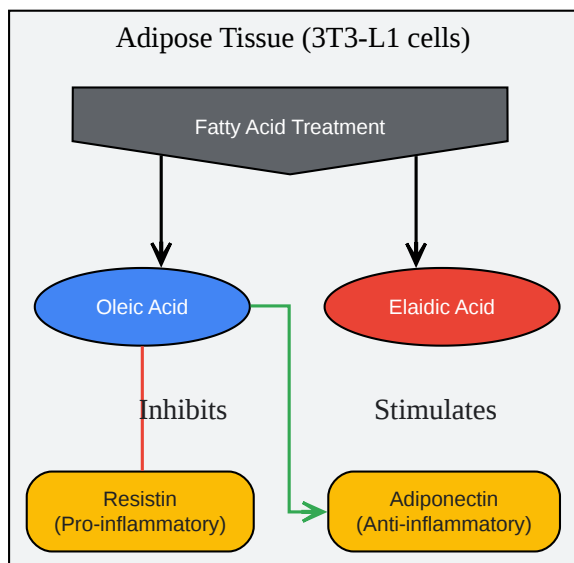 Adipose Tissue (3T3-L1 cells)
Fatty Acid Treatment
Oleic Acid
Elaidic Acid
Inhibits
Stimulates
Resistin
(Pro-inflammatory)
Adiponectin
(Anti-inflammatory)